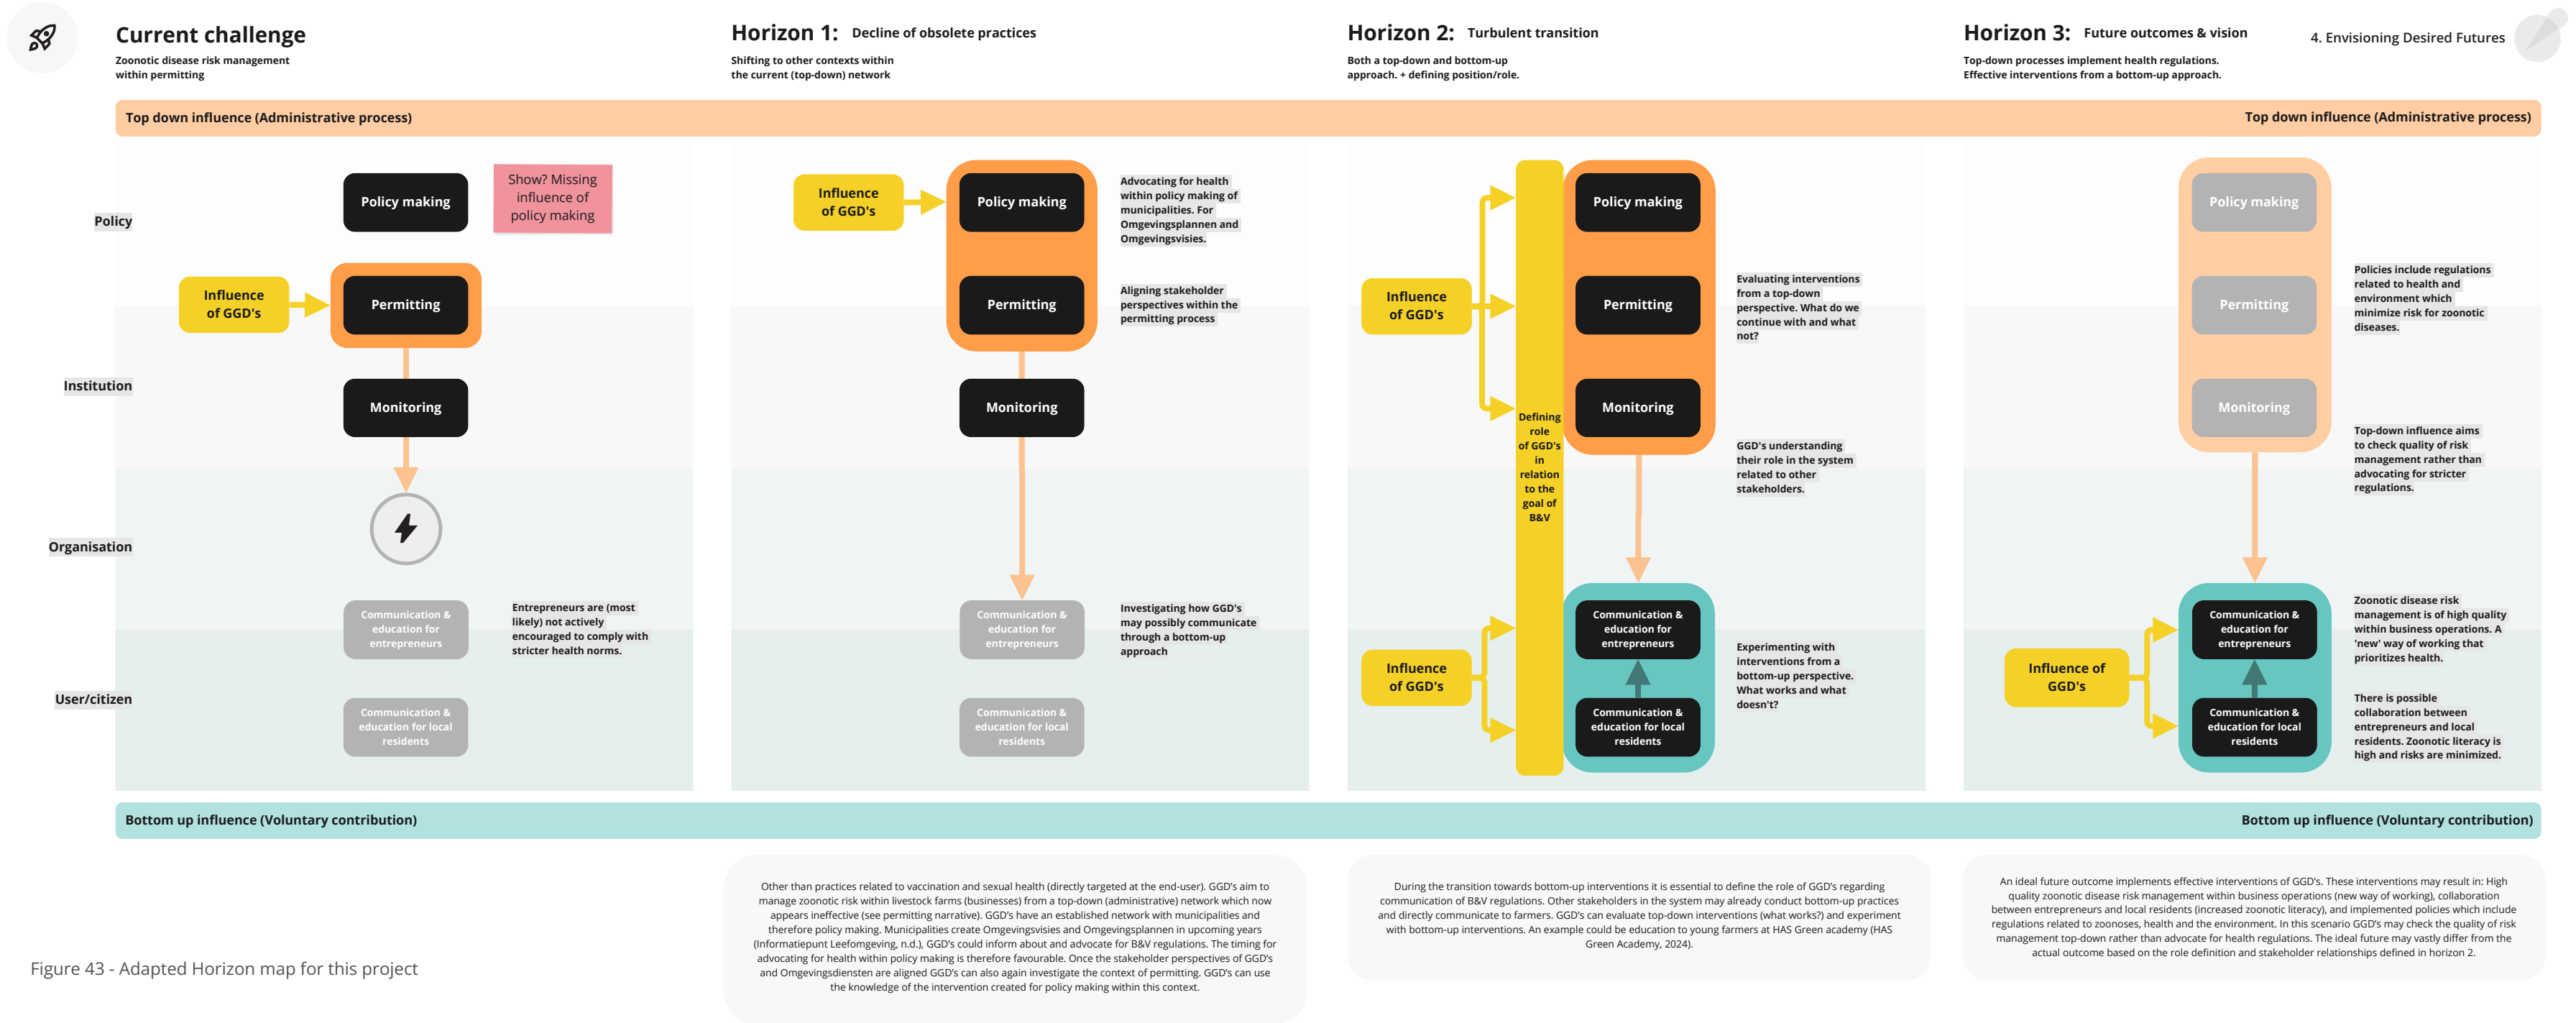 Current challenge
Zoonotic disease risk management
within permitting
Horizon 1: Decline of obsolete practices
Shifting to other contexts within
the current (top-down) network
Horizon 2: Turbulent transition
Both a top-down and bottom-up
approach. + defining position/role.
Horizon 3: Future outcomes & vision
Top-down processes implement health regulations.
Effective interventions from a bottom-up approach.
4. Envisioning Desired Futures
Top down influence (Administrative process)
Top down influence (Administrative process)
Policy
Institution
Organisation
User/citizen
Policy making
Show? Missing
influence of
policy making
Influence
of GGD's
Permitting
Monitoring
Communication &
education for
entrepreneurs
Entrepreneurs are (most
likely) not actively
encouraged to comply with
stricter health norms.
Communication &
education for local
residents
Influence
of GGD's
Policy making
Advocating for health
within policy making of
municipalities. For
Omgevingsplannen and
Omgevingsvisies.
Permitting
Aligning stakeholder
perspectives within the
permitting process
Monitoring
Communication &
education for
entrepreneurs
Investigating how GGD's
may possibly communicate
through a bottom-up
approach
Communication &
education for local
residents
Policy making
Influence
of GGD's
Permitting
Evaluating interventions
from a top-down
perspective. What do we
continue with and what
not?
Monitoring
Defining
role
of GGD's
in
relation
to the
goal of
B&V
GGD's understanding
their role in the system
related to other
stakeholders.
Communication &
education for
entrepreneurs
Influence
of GGD's
Experimenting with
interventions from a
bottom-up perspective.
What works and what
doesn't?
Communication &
education for local
residents
Policy making
Permitting
Policies include regulations
related to health and
environment which
minimize risk for zoonotic
diseases.
Monitoring
Top-down influence aims
to check quality of risk
management rather than
advocating for stricter
regulations.
Communication &
education for
entrepreneurs
Zoonotic disease risk
management is of high quality
within business operations. A
'new' way of working that
prioritizes health.
Influence of
GGD's
Communication &
education for local
residents
There is possible
collaboration between
entrepreneurs and local
residents. Zoonotic literacy is
high and risks are minimized.
Bottom up influence (Voluntary contribution)
Bottom up influence (Voluntary contribution)
Other than practices related to vaccination and sexual health (directly targeted at the end-user). GGD's aim to
manage zoonotic risk within livestock farms (businesses) from a top-down (administrative) network which now
appears ineffective (see permitting narrative). GGD's have an established network with municipalities and
therefore policy making. Municipalities create Omgevingsvisies and Omgevingsplannen in upcoming years
(Informatiepunt Leefomgeving, n.d.), GGD's could inform about and advocate for B&V regulations. The timing for
advocating for health within policy making is therefore favourable. Once the stakeholder perspectives of GGD's
and Omgevingsdiensten are aligned GGD's can also again investigate the context of permitting. GGD's can use
the knowledge of the intervention created for policy making within this context.
During the transition towards bottom-up interventions it is essential to define the role of GGD's regarding
communication of B&V regulations. Other stakeholders in the system may already conduct bottom-up practices
and directly communicate to farmers. GGD's can evaluate top-down interventions (what works?) and experiment
with bottom-up interventions. An example could be education to young farmers at HAS Green academy (HAS
Green Academy, 2024).
An ideal future outcome implements effective interventions of GGD's. These interventions may result in: High
quality zoonotic disease risk management within business operations (new way of working), collaboration
between entrepreneurs and local residents (increased zoonotic literacy), and implemented policies which include
regulations related to zoonoses, health and the environment. In this scenario GGD's may check the quality of risk
management top-down rather than advocate for health regulations. The ideal future may vastly differ from the
actual outcome based on the role definition and stakeholder relationships defined in horizon 2.
Figure 43 - Adapted Horizon map for this project